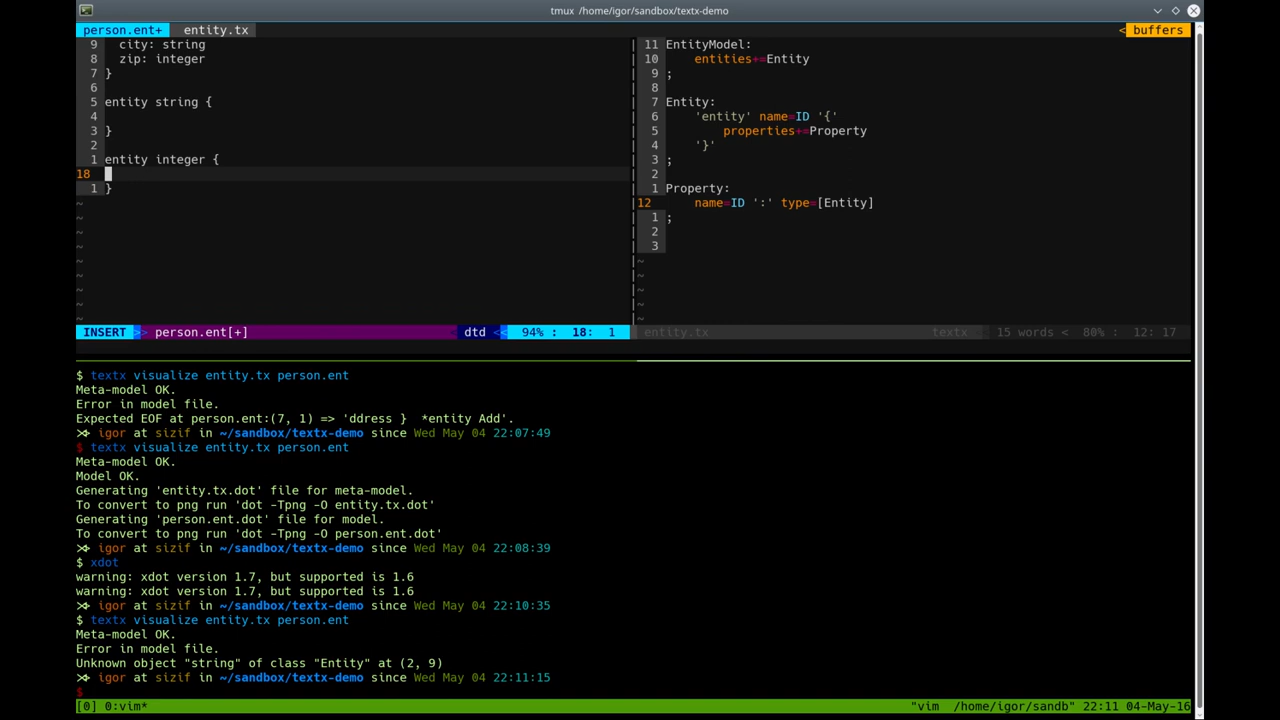 tmux /home/igor/sandbox/textx-demo
person.ent+ entity.tx < buffers
9 city: string
8 zip: integer
7 }
6
5 entity string {
4
3 }
2
1 entity integer {
18
1 }
~
~
~
~
~
~
~
~
~
INSERT >> person.ent[+] < dtd << 94% : 18: 1
11 EntityModel:
10 entities+=Entity
9 ;
8
7 Entity:
6 'entity' name=ID '{'
5 properties+=Property
4 '}'
3 ;
2
1 Property:
12 name=ID ':' type=[Entity]
1 ;
2
3
~
~
~
~
~
entity.tx textx < 15 words < 80% : 12: 17
$ textx visualize entity.tx person.ent
Meta-model OK.
Error in model file.
Expected EOF at person.ent:(7, 1) => 'ddress }  *entity Add'.
⋊> igor at sizif in ~/sandbox/textx-demo since Wed May 04 22:07:49
$ textx visualize entity.tx person.ent
Meta-model OK.
Model OK.
Generating 'entity.tx.dot' file for meta-model.
To convert to png run 'dot -Tpng -O entity.tx.dot'
Generating 'person.ent.dot' file for model.
To convert to png run 'dot -Tpng -O person.ent.dot'
⋊> igor at sizif in ~/sandbox/textx-demo since Wed May 04 22:08:39
$ xdot
warning: xdot version 1.7, but supported is 1.6
warning: xdot version 1.7, but supported is 1.6
⋊> igor at sizif in ~/sandbox/textx-demo since Wed May 04 22:10:35
$ textx visualize entity.tx person.ent
Meta-model OK.
Error in model file.
Unknown object "string" of class "Entity" at (2, 9)
⋊> igor at sizif in ~/sandbox/textx-demo since Wed May 04 22:11:15
$
[0] 0:vim* "vim  /home/igor/sandb" 22:11 04-May-16